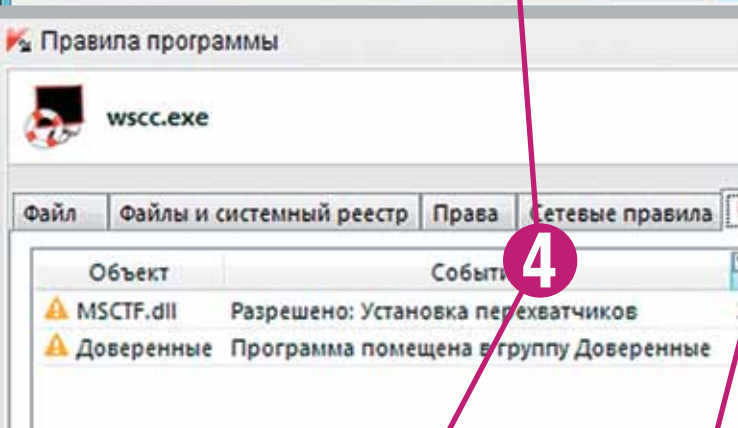 Правила программы
wscc.exe
Файл Файлы и системный реестр Права Сетевые правила
Объект Событи
4
MSCTF.dll Разрешено: Установка перехватчиков
Доверенные Программа помещена в группу Доверенные